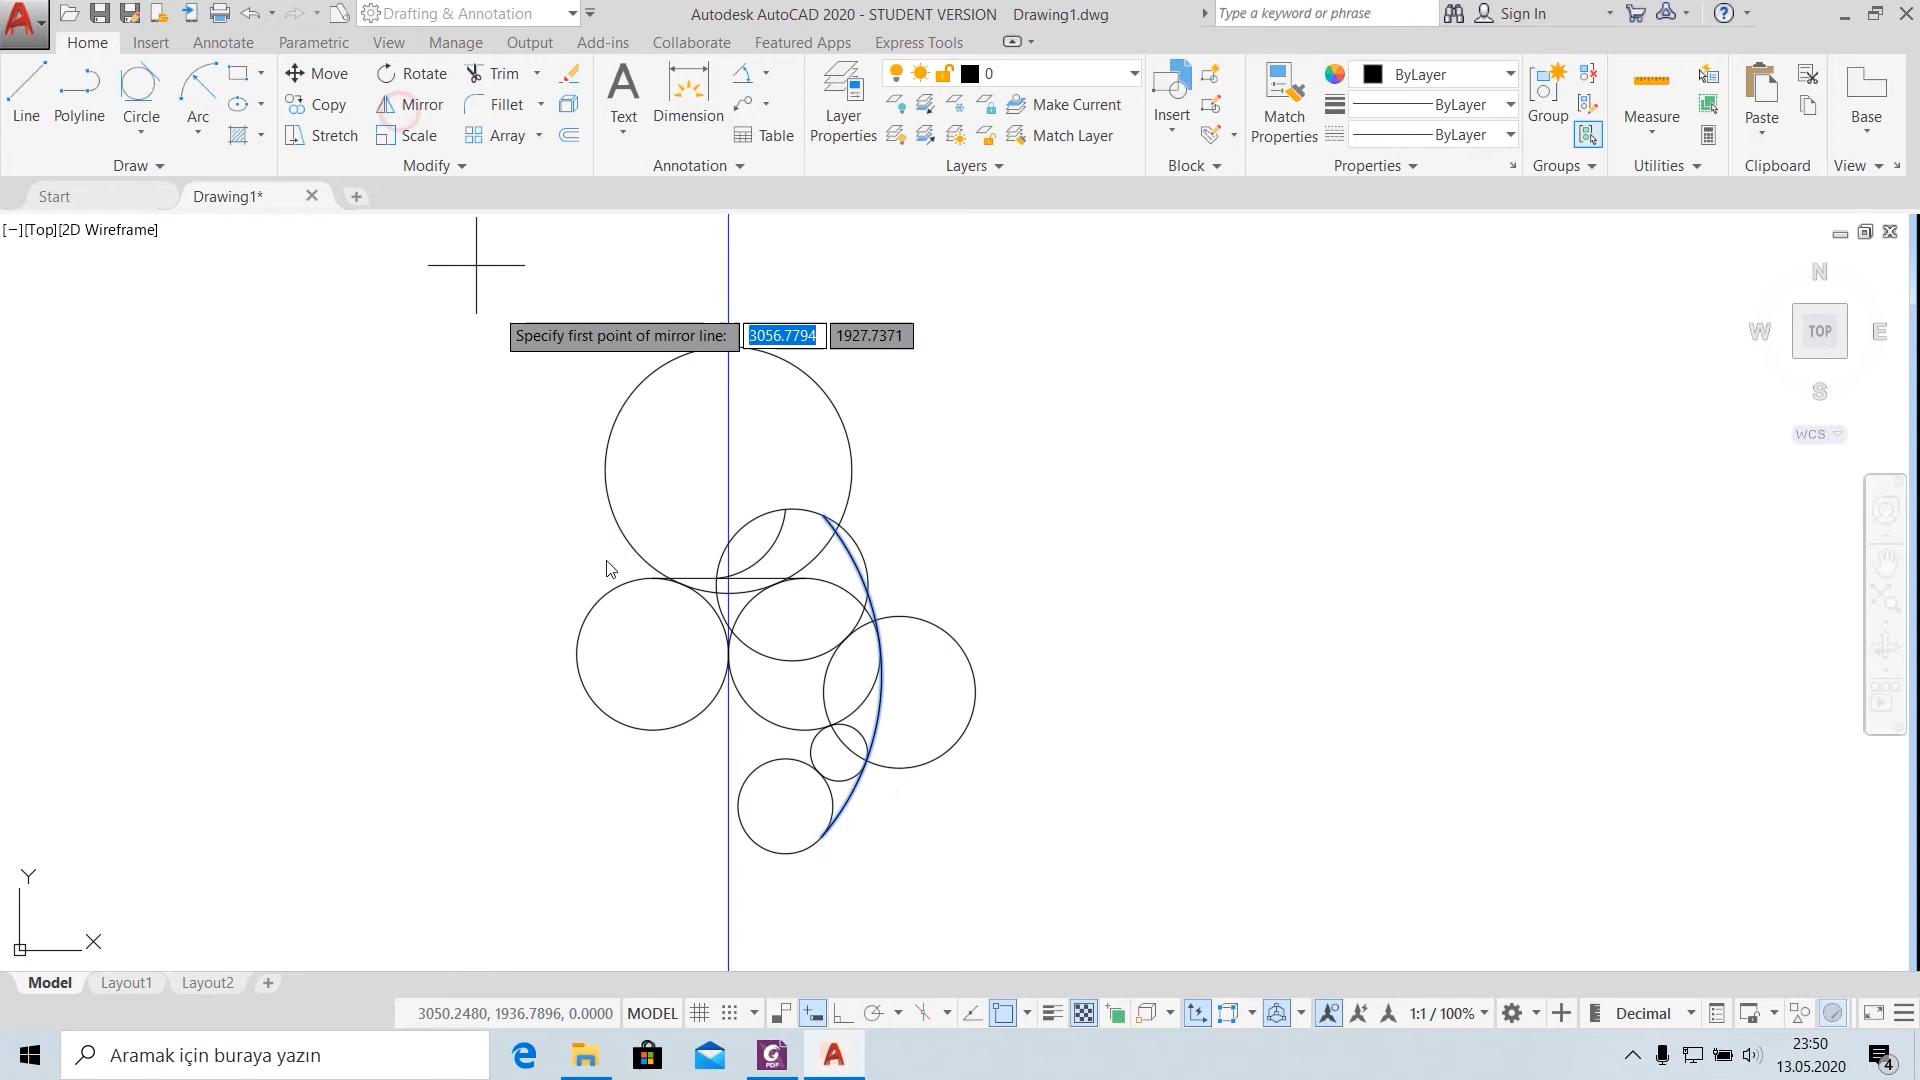 Drafting & Annotation
Autodesk AutoCAD 2020 - STUDENT VERSION Drawing1.dwg
Type a keyword or phrase
Sign In
Home Insert Annotate Parametric View Manage Output Add-ins Collaborate Featured Apps Express Tools
Line Polyline Circle Arc
Move Rotate Trim
Copy Mirror Fillet
Stretch Scale Array
Text Dimension Table
Layer Properties
0
Make Current
Match Layer
Insert
Match Properties
ByLayer
ByLayer
ByLayer
Group Measure Paste Base
Draw Modify Annotation Layers Block Properties Groups Utilities Clipboard View
Start Drawing1*
[−][Top][2D Wireframe]
N
W TOP E
S
WCS
Specify first point of mirror line: 3056.7794 1927.7371
Y
X
Model Layout1 Layout2
3050.2480, 1936.7896, 0.0000 MODEL 1:1 / 100% Decimal
Aramak için buraya yazın
PDF
23:50
13.05.2020
4